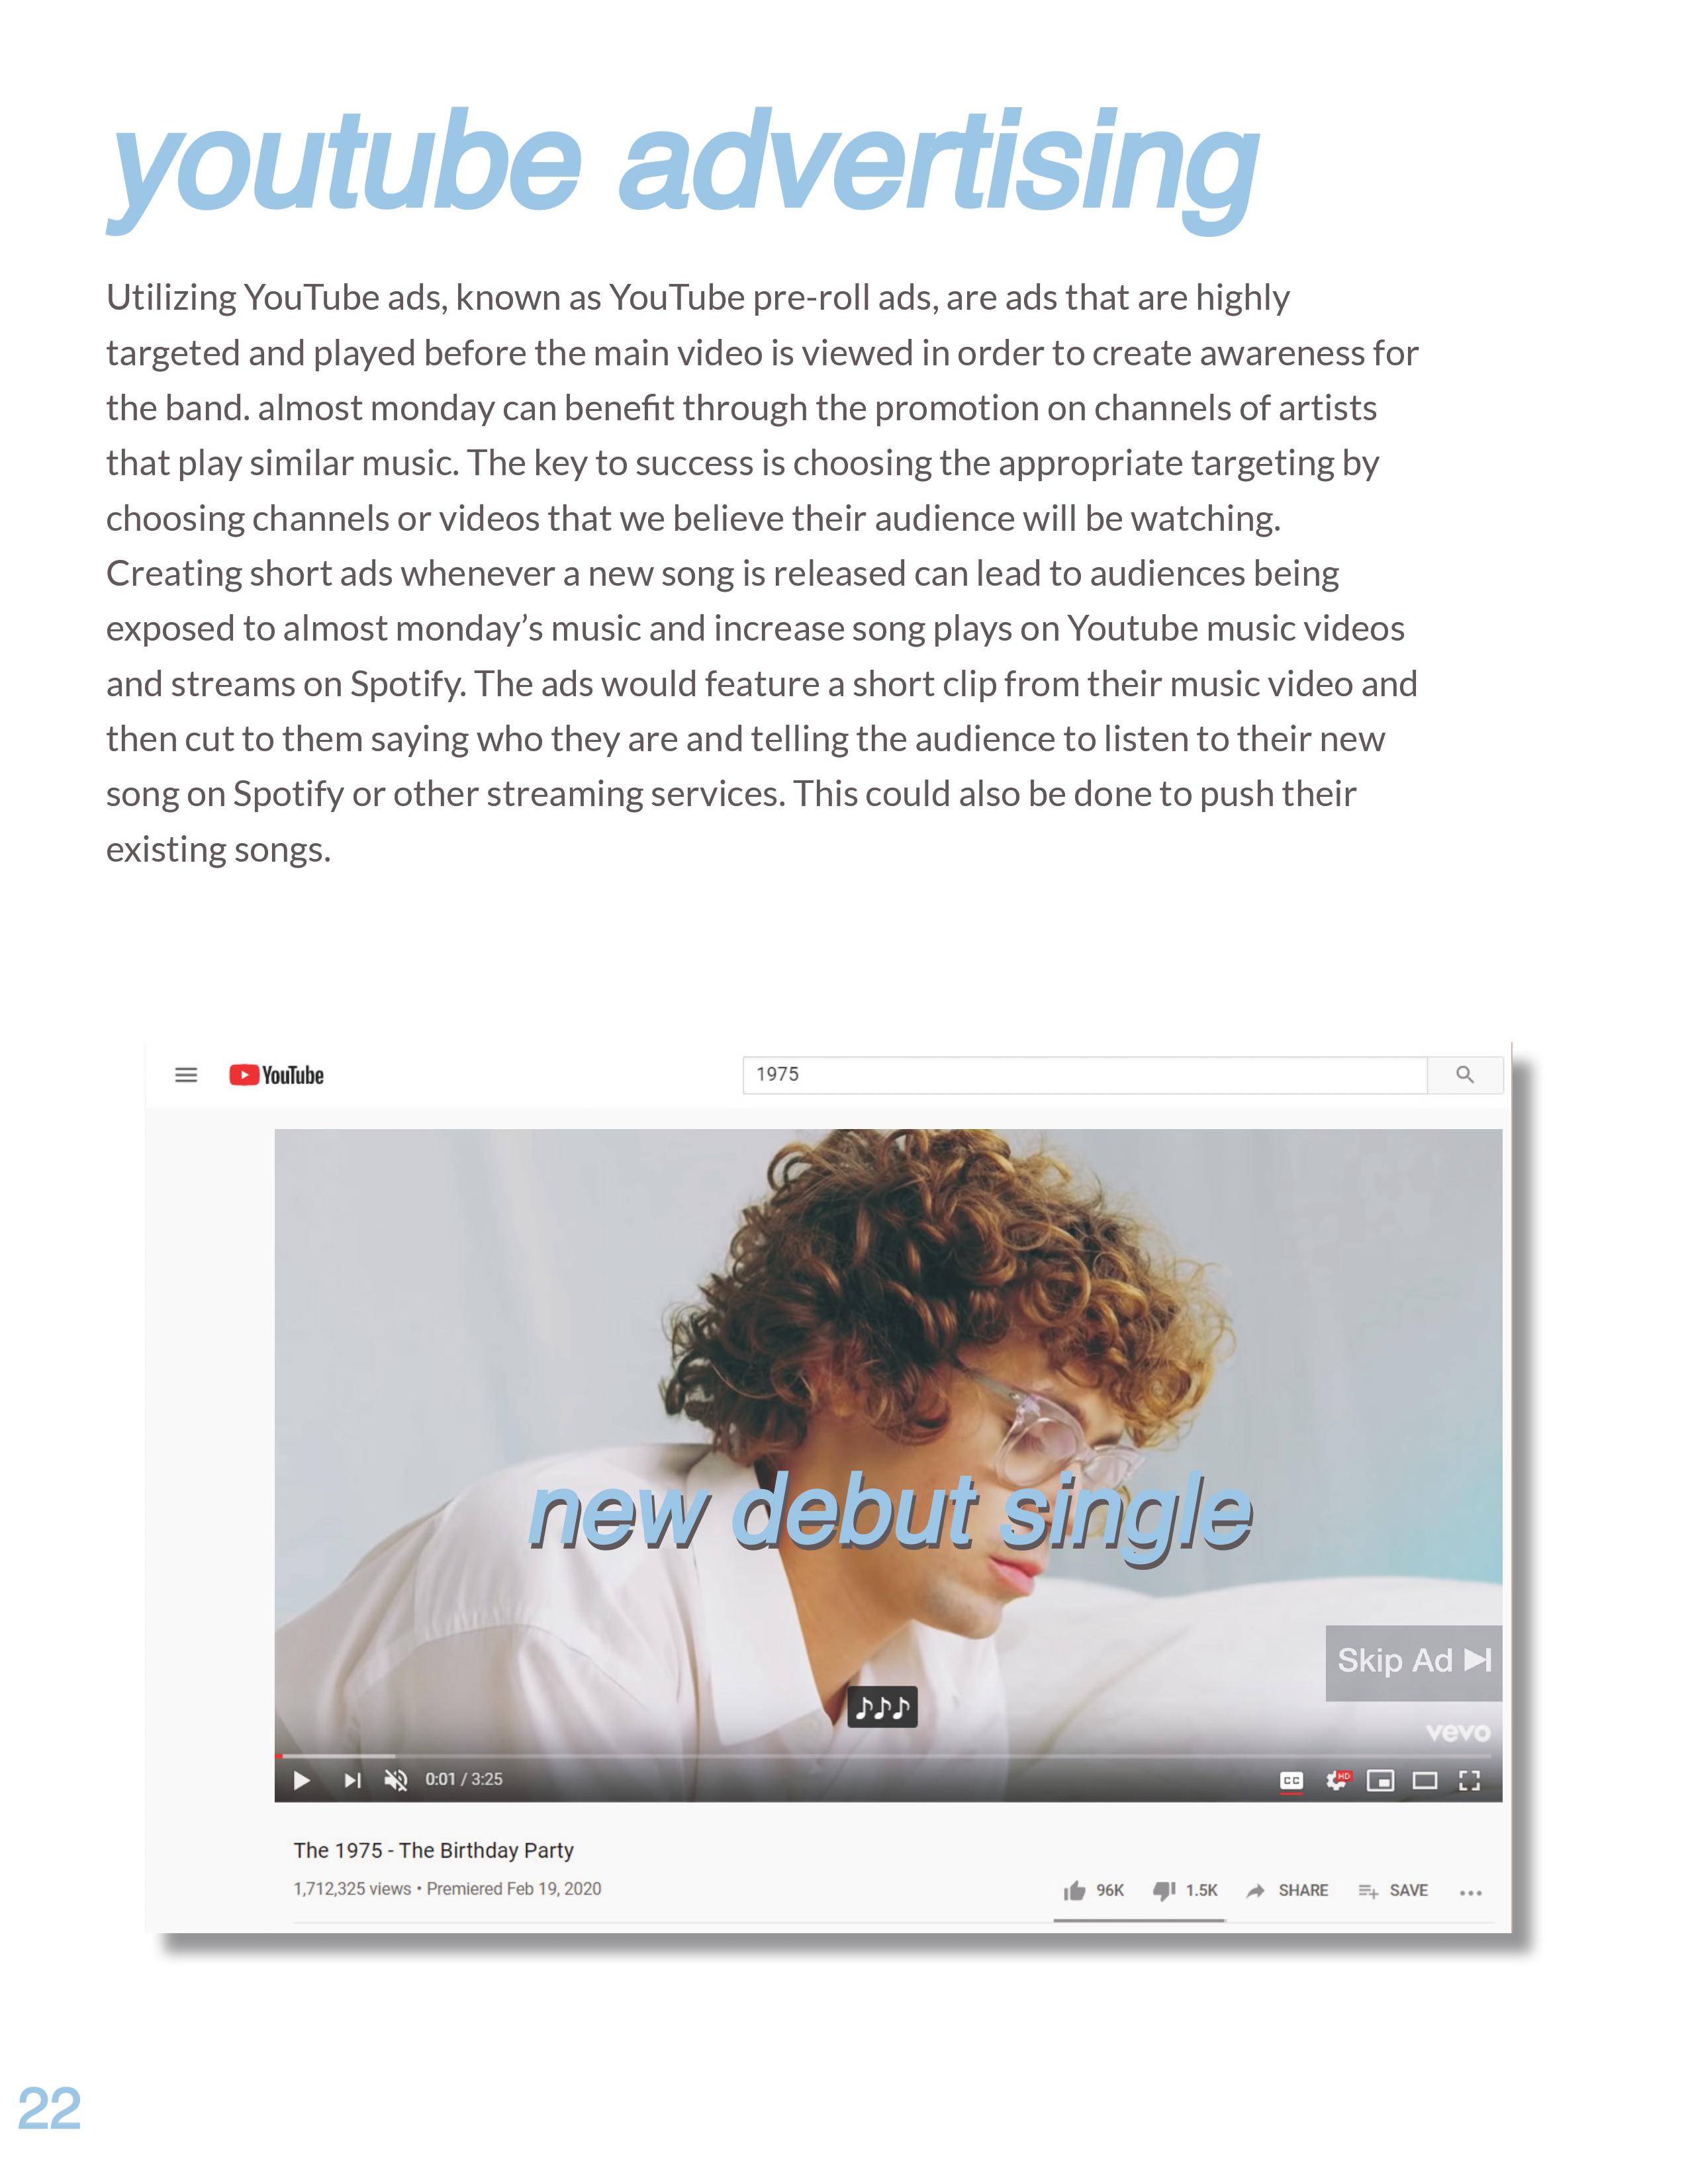 youtube advertising
Utilizing YouTube ads, known as YouTube pre-roll ads, are ads that are highly
targeted and played before the main video is viewed in order to create awareness for
the band. almost monday can benefit through the promotion on channels of artists
that play similar music. The key to success is choosing the appropriate targeting by
choosing channels or videos that we believe their audience will be watching.
Creating short ads whenever a new song is released can lead to audiences being
exposed to almost monday’s music and increase song plays on Youtube music videos
and streams on Spotify. The ads would feature a short clip from their music video and
then cut to them saying who they are and telling the audience to listen to their new
song on Spotify or other streaming services. This could also be done to push their
existing songs.
YouTube
1975
new debut single
Skip Ad
vevo
0:01 / 3:25
CC
HD
The 1975 - The Birthday Party
1,712,325 views • Premiered Feb 19, 2020
96K
1.5K
SHARE
SAVE
22